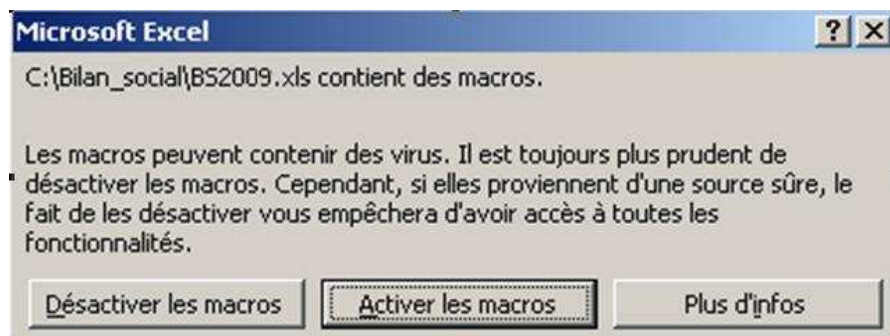 Microsoft Excel
C:\Bilan_social\BS2009.xls contient des macros.
Les macros peuvent contenir des virus. Il est toujours plus prudent de
désactiver les macros. Cependant, si elles proviennent d'une source sûre, le
fait de les désactiver vous empêchera d'avoir accès à toutes les
fonctionnalités.
Désactiver les macros Activer les macros Plus d'infos